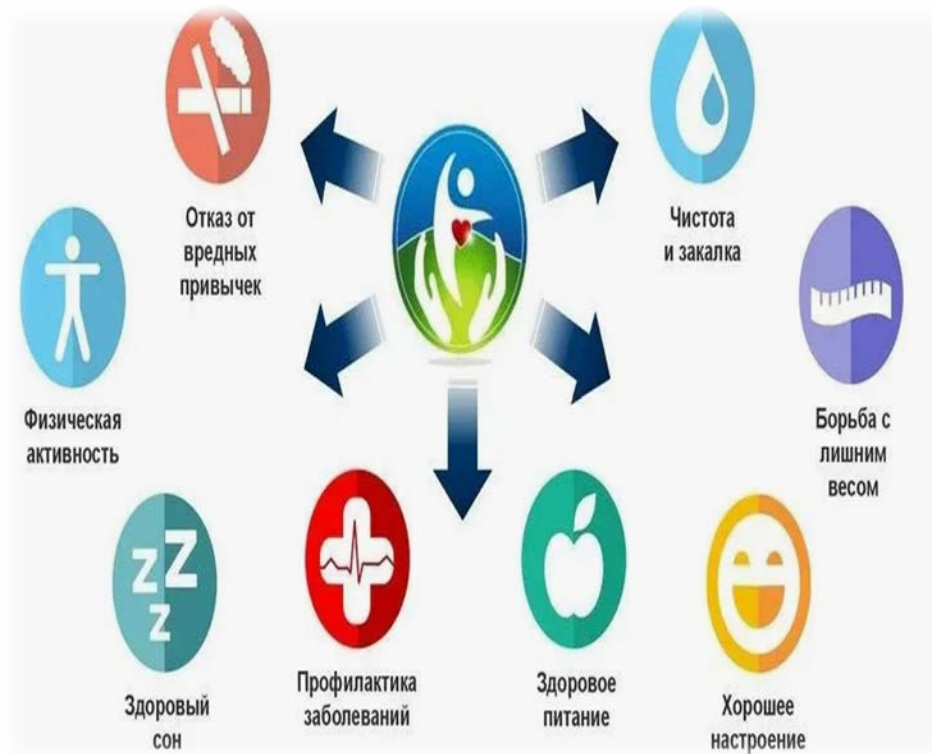 Отказ от
вредных
привычек
Чистота
и закалка
Физическая
активность
Борьба с
лишним
весом
Здоровый
сон
Профилактика
заболеваний
Здоровое
питание
Хорошее
настроение